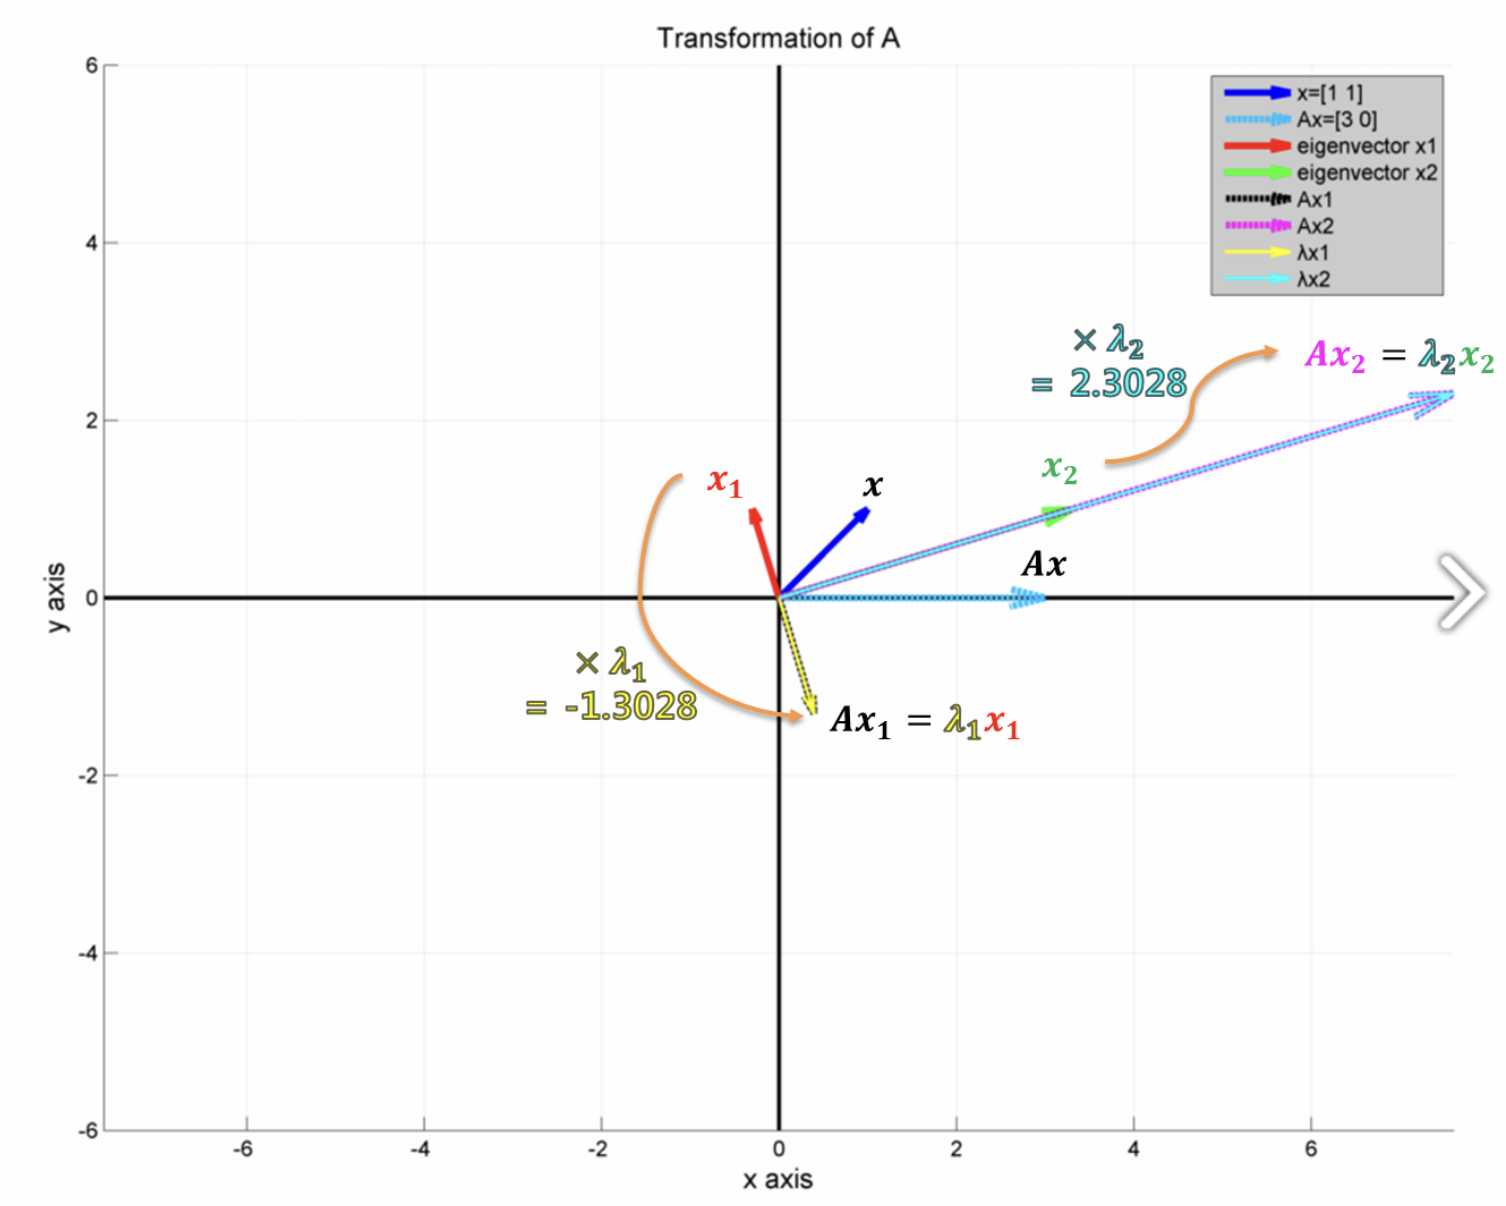 Transformation of A
6
x=[1 1]
Ax=[3 0]
eigenvector x1
eigenvector x2
Ax1
Ax2
λx1
λx2
4
× λ₂
= 2.3028
Ax₂ = λ₂x₂
2
x₁
x
x₂
Ax
y axis
0
× λ₁
= -1.3028
Ax₁ = λ₁x₁
-2
-4
-6
-6 -4 -2 0 2 4 6
x axis